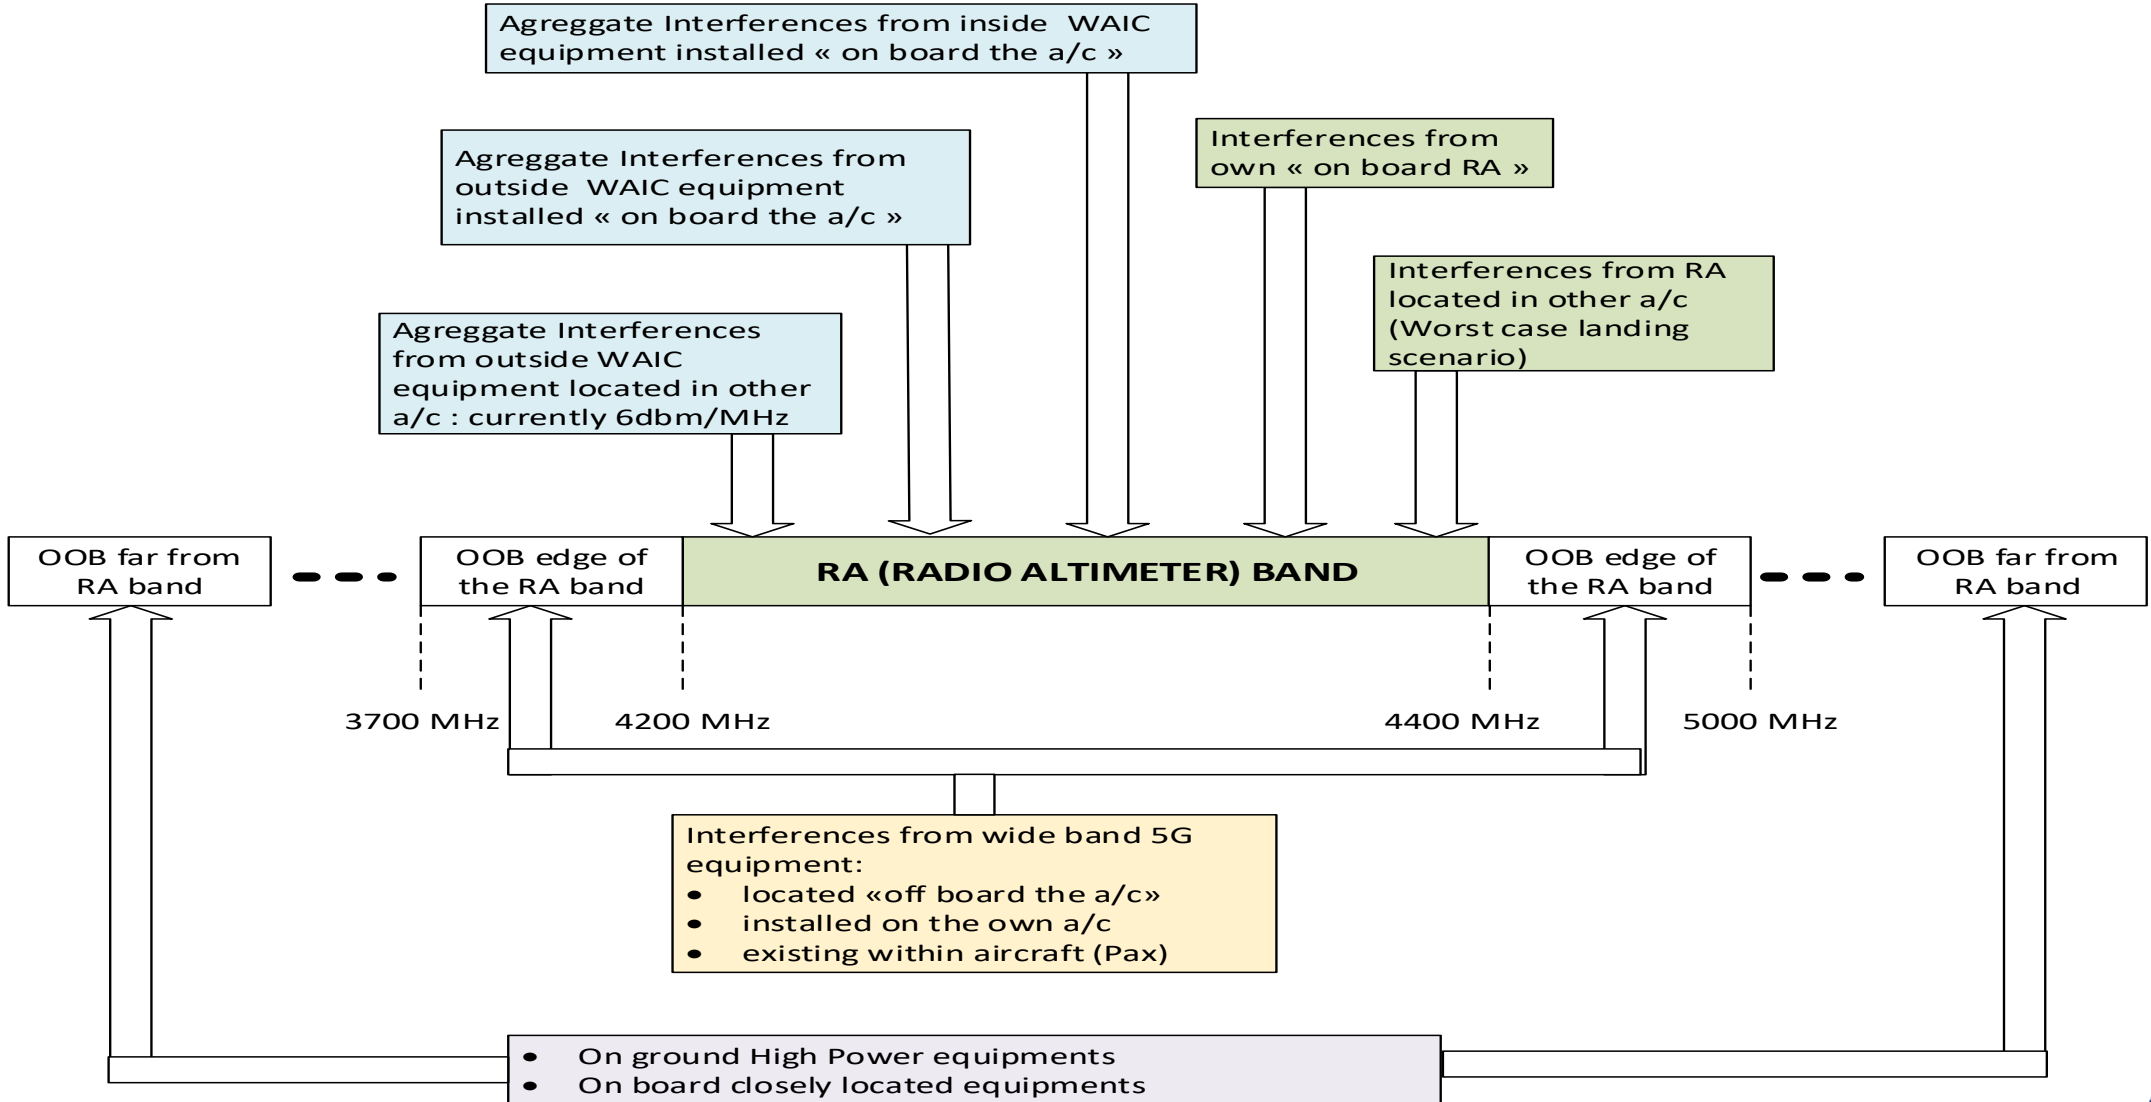 Agreggate Interferences from inside  WAIC
equipment installed « on board the a/c »
Agreggate Interferences from
outside  WAIC equipment
installed « on board the a/c »
Interferences from
own « on board RA »
Interferences from RA
located in other a/c
(Worst case landing
scenario)
Agreggate Interferences
from outside WAIC
equipment located in other
a/c : currently 6dbm/MHz
OOB far from
RA band
OOB edge of
the RA band
RA (RADIO ALTIMETER) BAND
OOB edge of
the RA band
OOB far from
RA band
3700 MHz
4200 MHz
4400 MHz
5000 MHz
Interferences from wide band 5G
equipment:
• located «off board the a/c»
• installed on the own a/c
• existing within aircraft (Pax)
• On ground High Power equipments
• On board closely located equipments